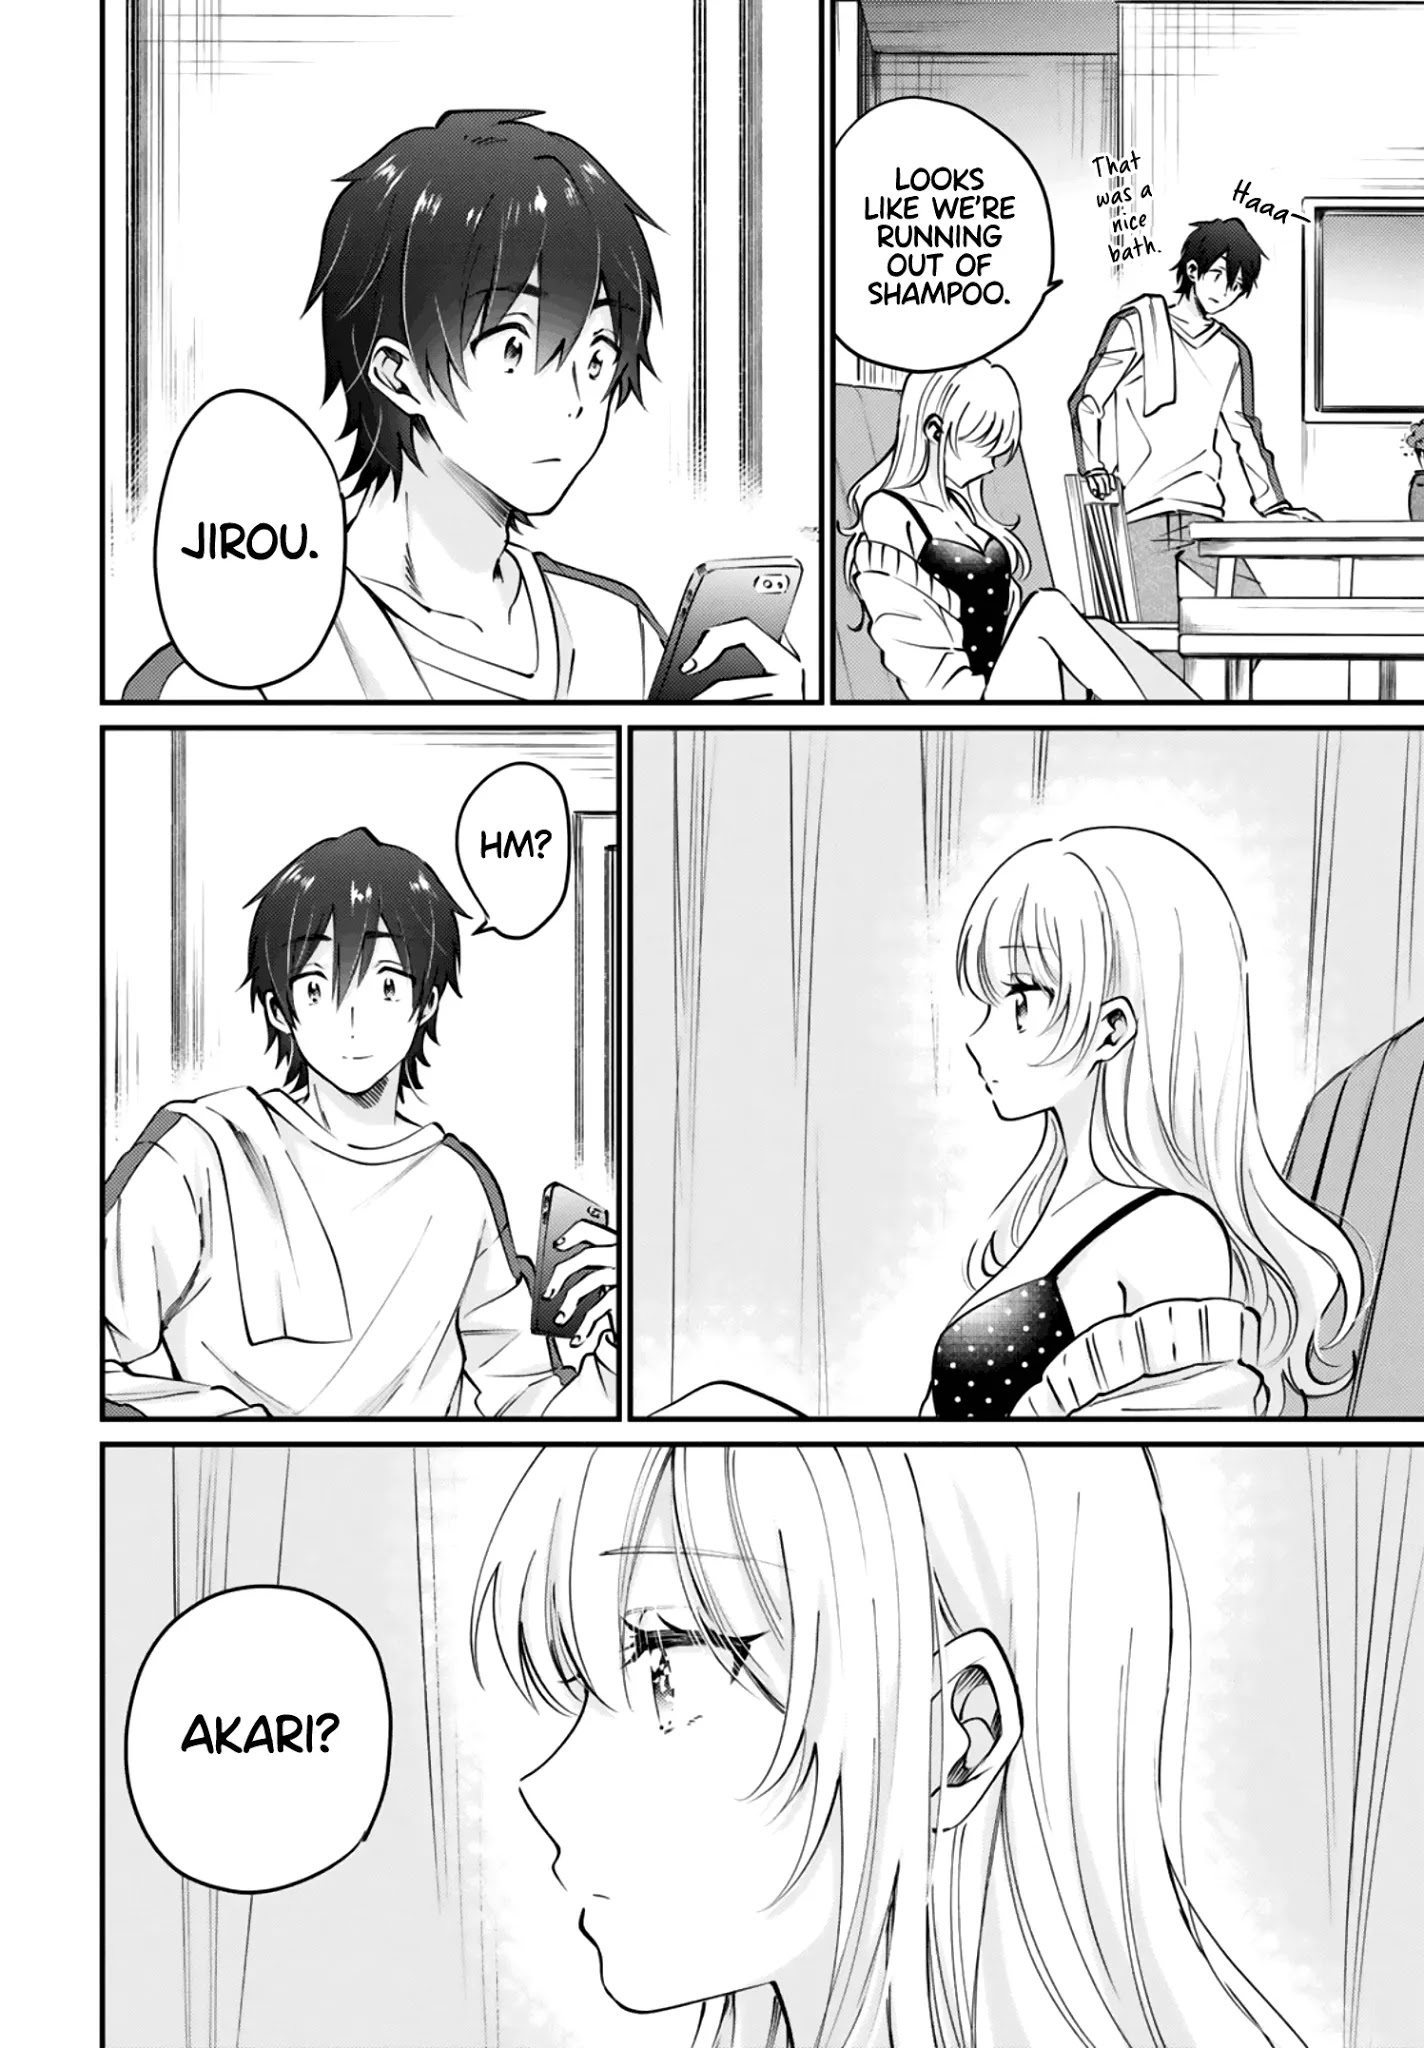 Haaa—
That
was a
nice
bath.
LOOKS
LIKE WE'RE
RUNNING
OUT OF
SHAMPOO.
JIROU.
HM?
AKARI?